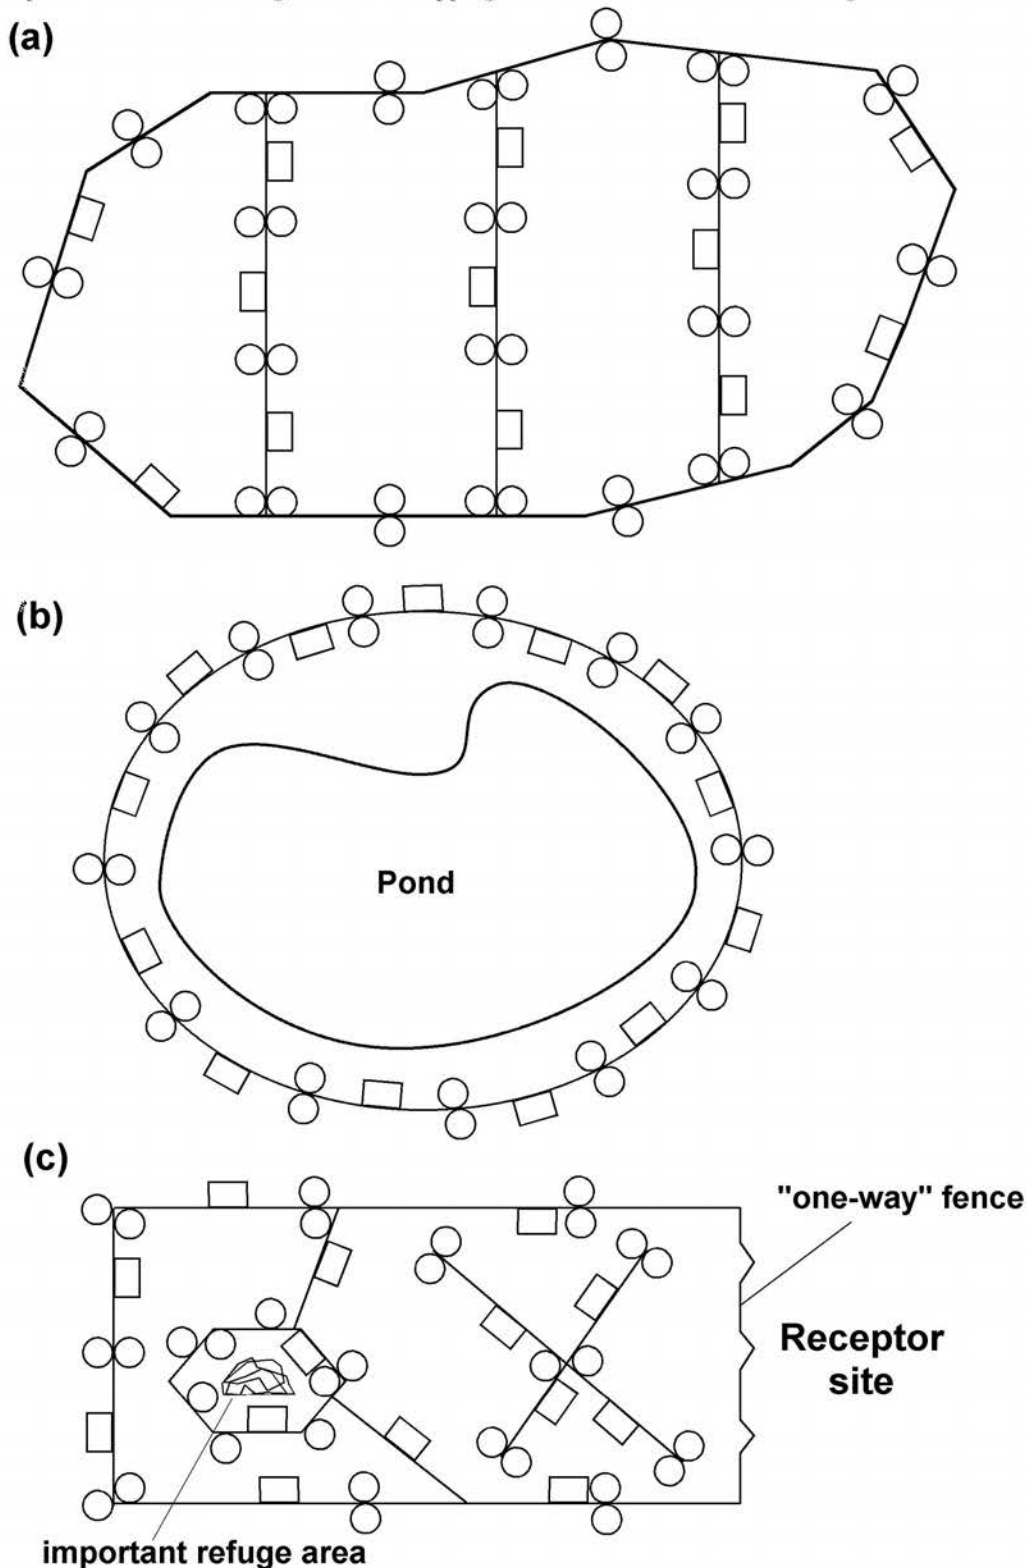 (a)
(b)
Pond
(c)
"one-way" fence
Receptor
site
important refuge area